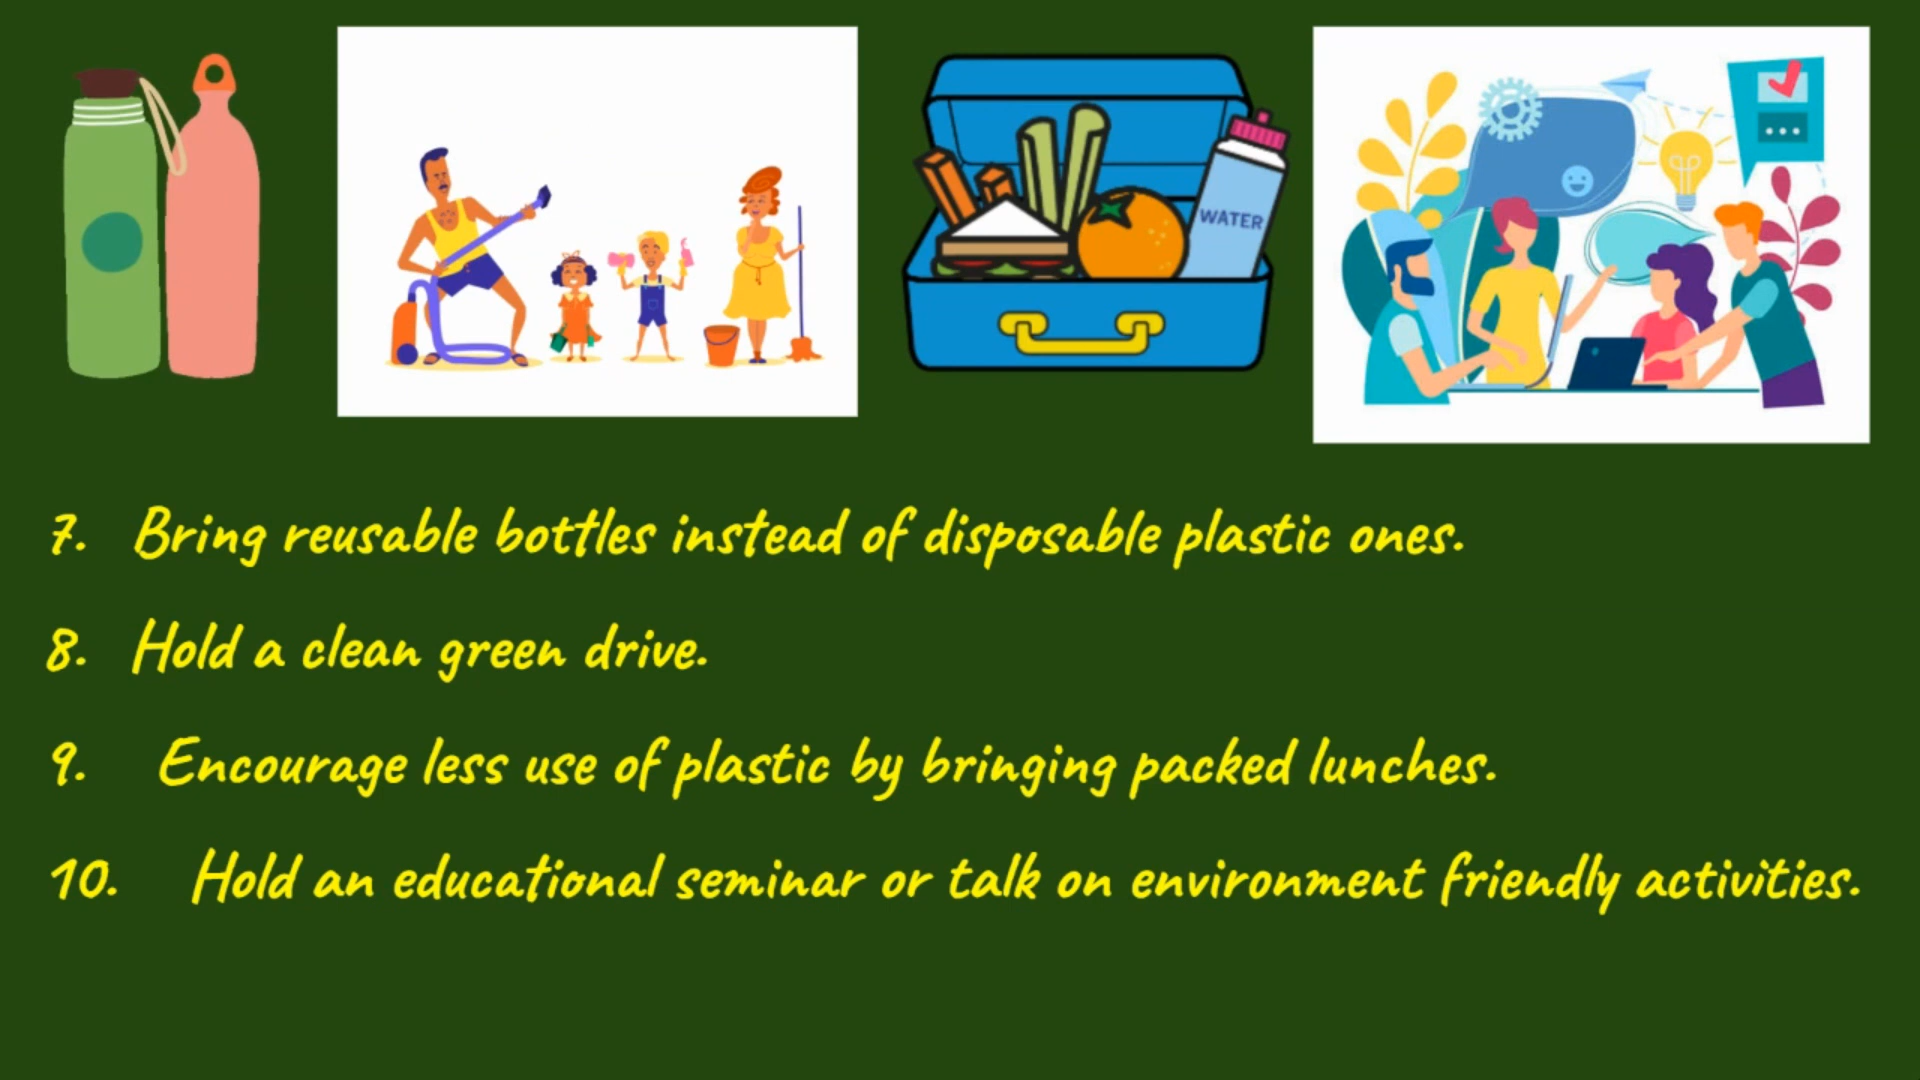 WATER
7. Bring reusable bottles instead of disposable plastic ones.
8. Hold a clean green drive.
9. Encourage less use of plastic by bringing packed lunches.
10. Hold an educational seminar or talk on environment friendly activities.